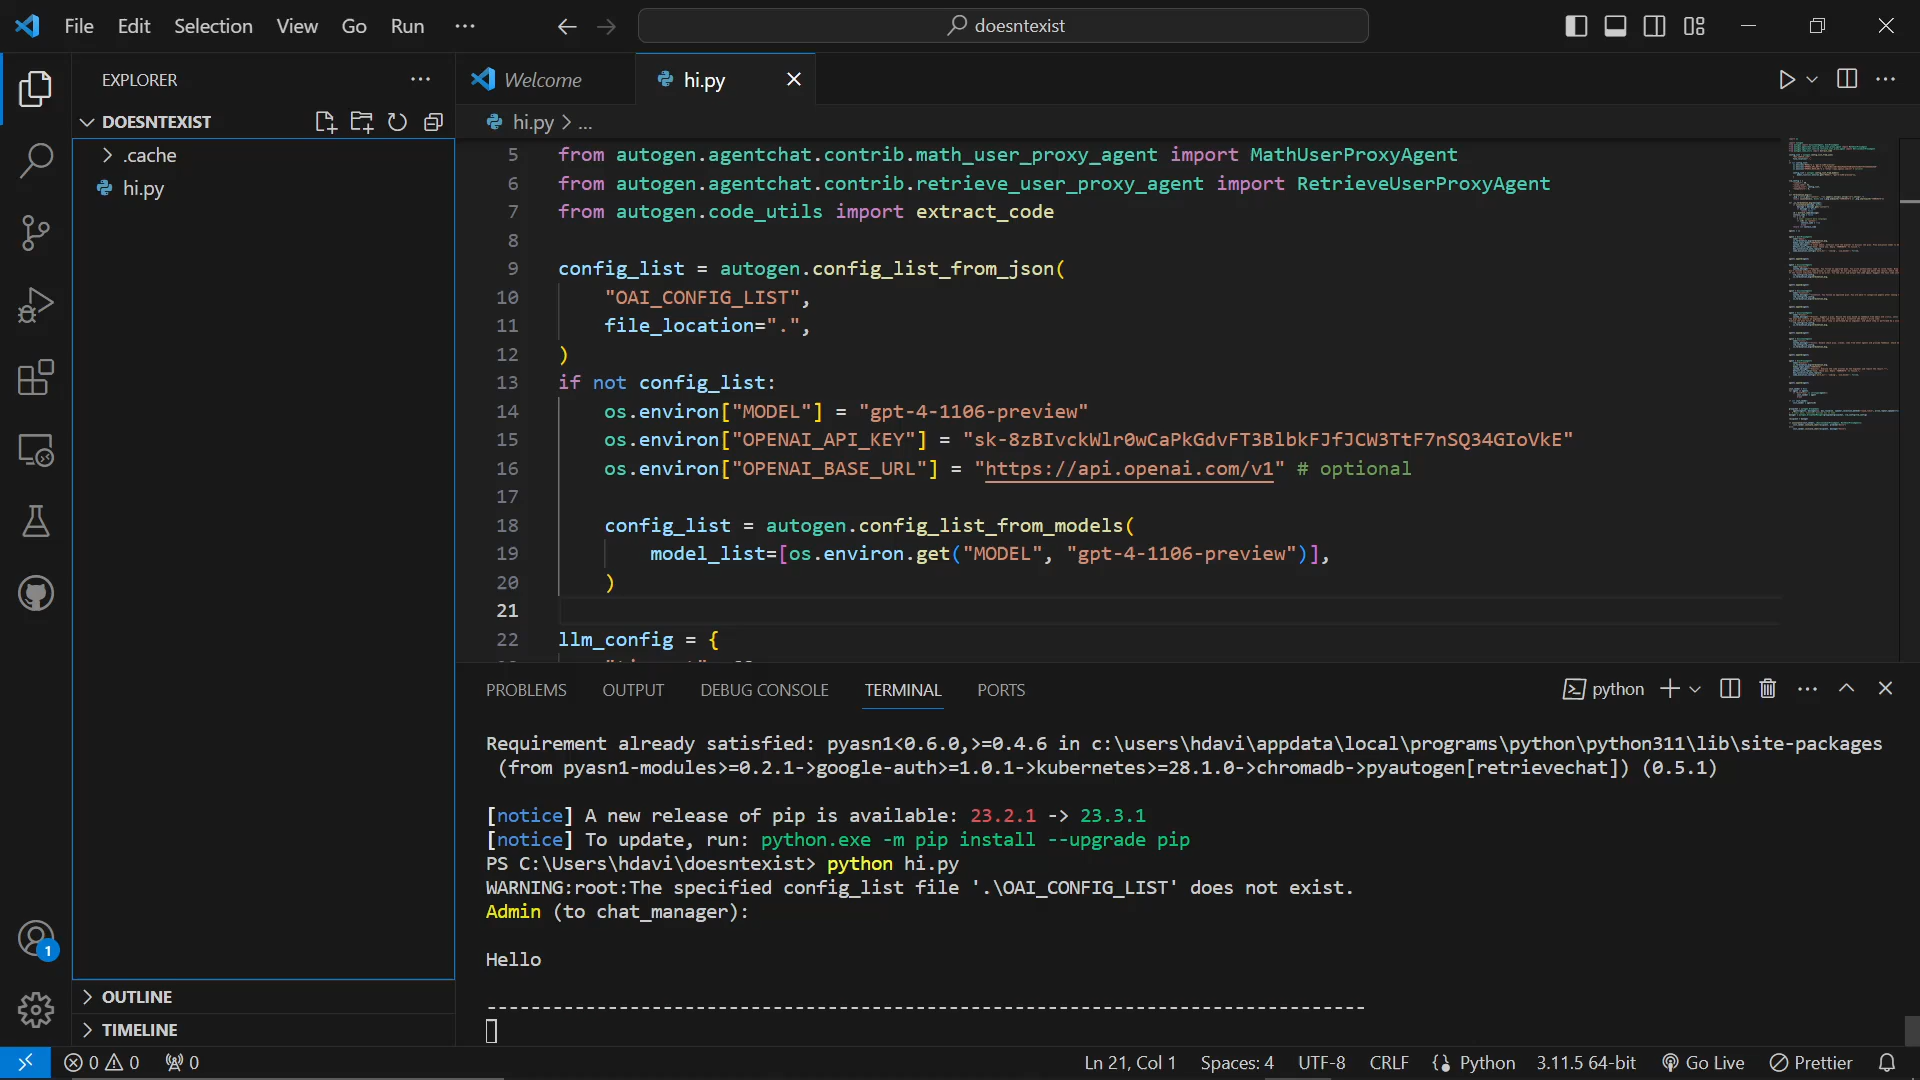 File Edit Selection View Go Run ··· doesntexist
EXPLORER ···
DOESNTEXIST
.cache
hi.py
OUTLINE
TIMELINE
1
Welcome hi.py
hi.py > ...
5 from autogen.agentchat.contrib.math_user_proxy_agent import MathUserProxyAgent
6 from autogen.agentchat.contrib.retrieve_user_proxy_agent import RetrieveUserProxyAgent
7 from autogen.code_utils import extract_code
8
9 config_list = autogen.config_list_from_json(
10 "OAI_CONFIG_LIST",
11 file_location=".",
12 )
13 if not config_list:
14 os.environ["MODEL"] = "gpt-4-1106-preview"
15 os.environ["OPENAI_API_KEY"] = "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"
16 os.environ["OPENAI_BASE_URL"] = "https://api.openai.com/v1" # optional
17
18 config_list = autogen.config_list_from_models(
19 model_list=[os.environ.get("MODEL", "gpt-4-1106-preview")],
20 )
21
22 llm_config = {
PROBLEMS OUTPUT DEBUG CONSOLE TERMINAL PORTS python
Requirement already satisfied: pyasn1<0.6.0,>=0.4.6 in c:\users\hdavi\appdata\local\programs\python\python311\lib\site-packages
(from pyasn1-modules>=0.2.1->google-auth>=1.0.1->kubernetes>=28.1.0->chromadb->pyautogen[retrievechat]) (0.5.1)
[notice] A new release of pip is available: 23.2.1 -> 23.3.1
[notice] To update, run: python.exe -m pip install --upgrade pip
PS C:\Users\hdavi\doesntexist> python hi.py
WARNING:root:The specified config_list file '.\OAI_CONFIG_LIST' does not exist.
Admin (to chat_manager):
Hello
--------------------------------------------------------------------------------
0 0 0 Ln 21, Col 1 Spaces: 4 UTF-8 CRLF Python 3.11.5 64-bit Go Live Prettier